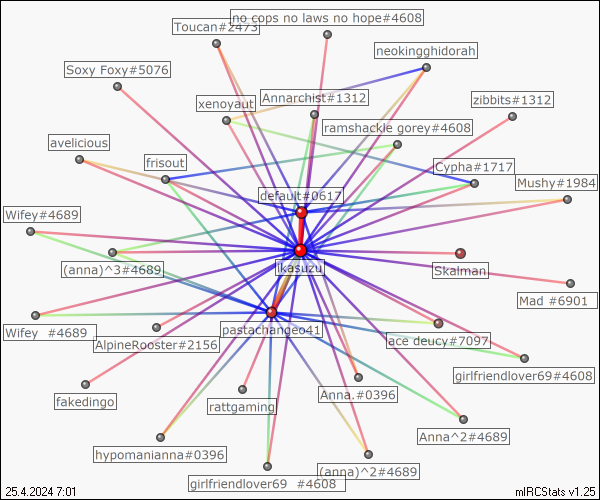 no cops no laws no hope#4608
Toucan#2473
neokingghidorah
Soxy Foxy#5076
xenoyaut
Annarchist#1312
zibbits#1312
ramshackle gorey#4608
avelicious
frisout
Cypha#1717
Mushy#1984
default#0617
Wifey#4689
(anna)^3#4689
ikasuzu
Skalman
Mad #6901
Wifey #4689
AlpineRooster#2156
pastachangeo41
ace deucy#7097
girlfriendlover69#4608
fakedingo
rattgaming
Anna.#0396
Anna^2#4689
hypomanianna#0396
(anna)^2#4689
girlfriendlover69 #4608
25.4.2024 7:01
mIRCStats v1.25